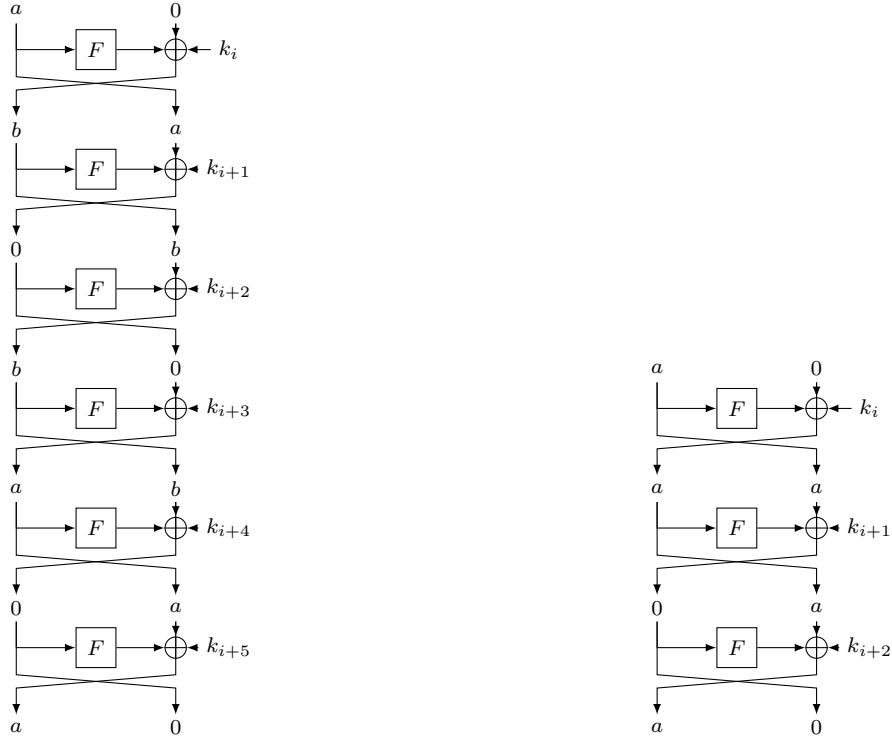 a 0
F k_i
b a
F k_{i+1}
0 b
F k_{i+2}
b 0
F k_{i+3}
a b
F k_{i+4}
0 a
F k_{i+5}
a 0
a 0
F k_i
a a
F k_{i+1}
0 a
F k_{i+2}
a 0